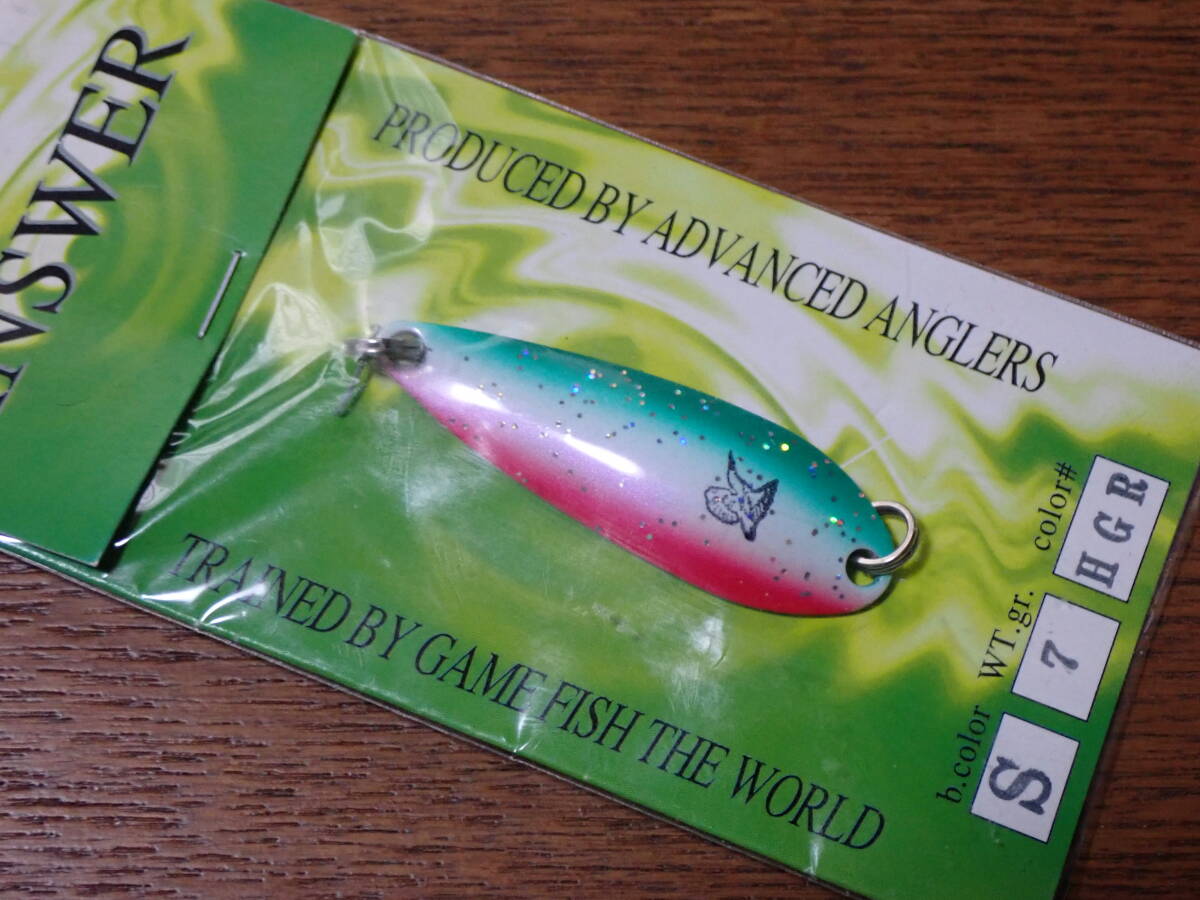 NSWER
PRODUCED BY ADVANCED ANGLERS
TRAINED BY GAME FISH THE WORLD
color# HGR
WT.gr. 7
b.color S